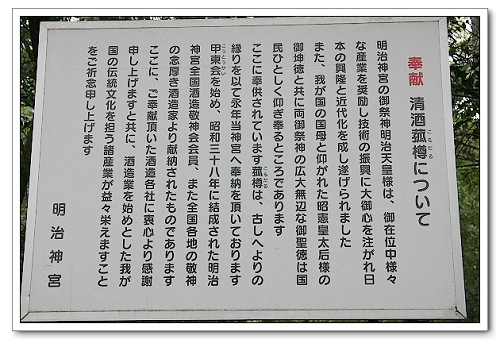 奉献 清酒菰樽について
こもだる
明治神宮の御祭神明治天皇様は、御在位中様々
な産業を奨励し技術の振興に大御心を注がれ日
本の興隆と近代化を成し遂げられました
また、我が国の国母と仰がれた昭憲皇太后様の
御坤徳と共に両御祭神の広大無辺な御聖徳は国
民ひとしく仰ぎ奉るところであります
ここに奉供されています菰樽は、古しへよりの
縁りを以て永年当神宮へ奉納を頂いております
甲東会を始め、昭和三十八年に結成された明治
神宮全国酒造敬神会会員、また全国各地の敬神
の念厚き酒造家より献納されたものであります
ここに、ご奉献頂いた酒造各社に衷心より感謝
申し上げますと共に、酒造業を始めとした我が
国の伝統文化を担う諸産業が益々栄えますこと
をご祈念申し上げます
明治神宮